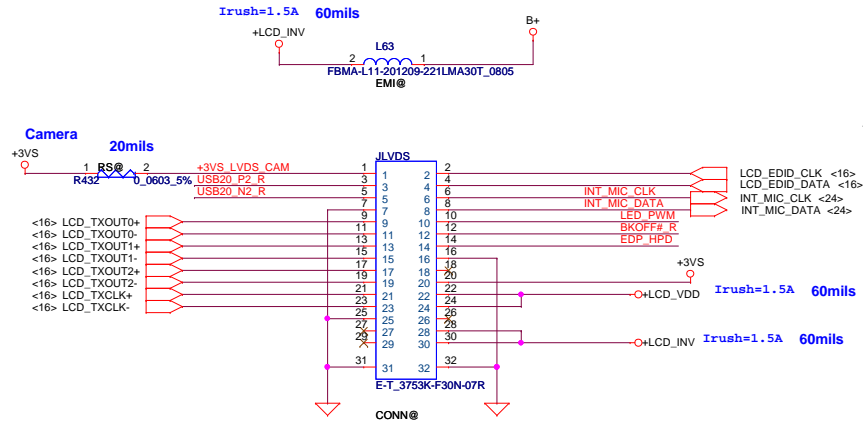 Irush=1.5A 60mils
+LCD_INV
B+
L63
2 1
FBMA-L11-201209-221LMA30T_0805
EMI@
Camera
20mils
+3VS
JLVDS
1 RS@ 2 +3VS_LVDS_CAM 1 1 2 2 LCD_EDID_CLK <16>
R432 0_0603_5% USB20_P2_R 3 3 4 4 LCD_EDID_DATA <16>
USB20_N2_R 5 5 6 6 INT_MIC_CLK INT_MIC_CLK <24>
7 7 8 8 INT_MIC_DATA INT_MIC_DATA <24>
<16> LCD_TXOUT0+ 9 9 10 10 LED_PWM
<16> LCD_TXOUT0- 11 11 12 12 BKOFF#_R
<16> LCD_TXOUT1+ 13 13 14 14 EDP_HPD
<16> LCD_TXOUT1- 15 15 16 16
<16> LCD_TXOUT2+ 17 17 18 18
<16> LCD_TXOUT2- 19 19 20 20 +3VS
<16> LCD_TXCLK+ 21 21 22 22 +LCD_VDD Irush=1.5A 60mils
<16> LCD_TXCLK- 23 23 24 24
25 25 26 26
27 27 28 28
29 29 30 30 +LCD_INV Irush=1.5A 60mils
31 31 32 32
E-T_3753K-F30N-07R
CONN@